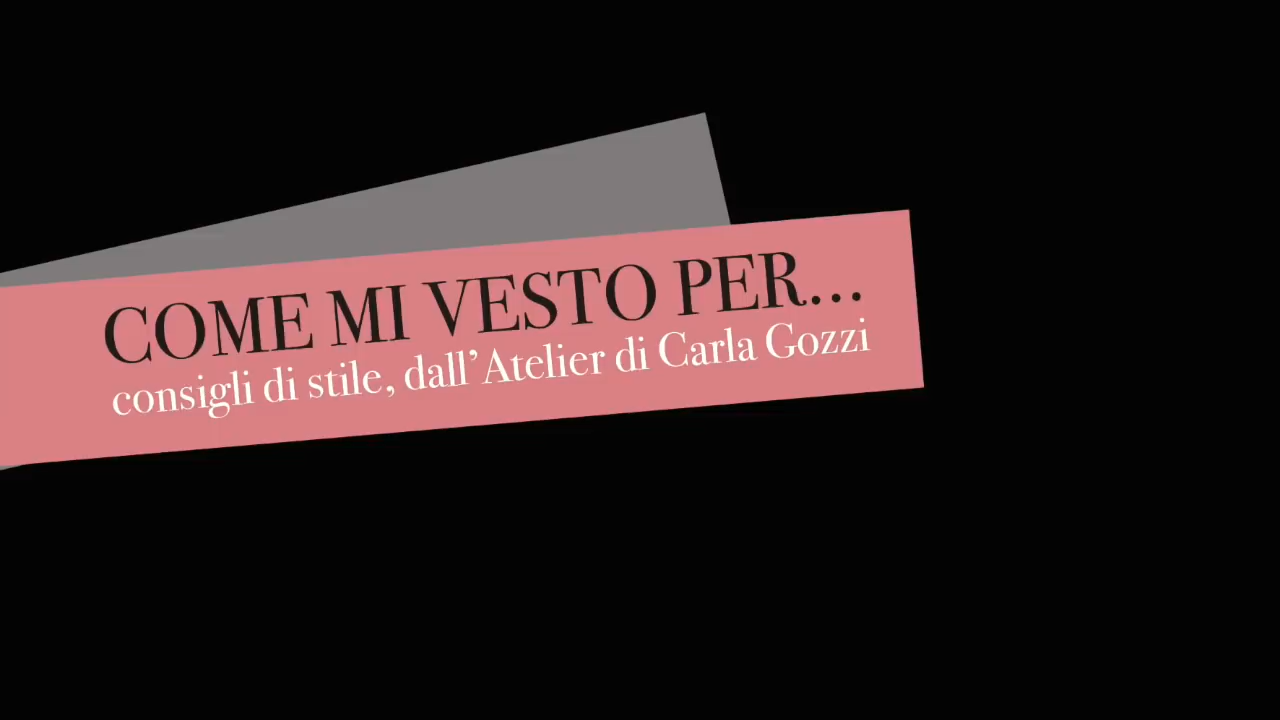 COME MI VESTO PER...
consigli di stile, dall'Atelier di Carla Gozzi